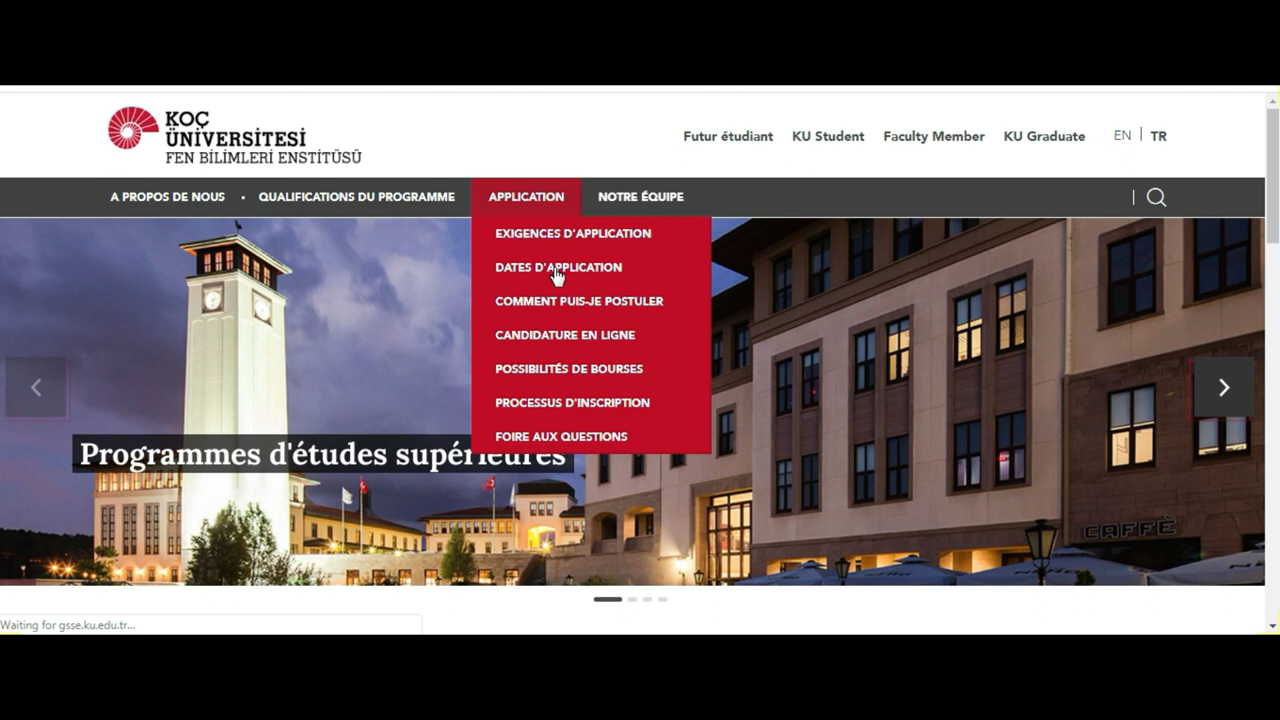 KOÇ
ÜNİVERSİTESİ
FEN BİLİMLERİ ENSTİTÜSÜ
Futur étudiant KU Student Faculty Member KU Graduate EN TR
A PROPOS DE NOUS • QUALIFICATIONS DU PROGRAMME APPLICATION NOTRE ÉQUIPE
EXIGENCES D'APPLICATION
DATES D'APPLICATION
COMMENT PUIS-JE POSTULER
CANDIDATURE EN LIGNE
POSSIBILITÉS DE BOURSES
PROCESSUS D'INSCRIPTION
FOIRE AUX QUESTIONS
Programmes d'études supérieures
CAFFÈ
Waiting for gsse.ku.edu.tr...